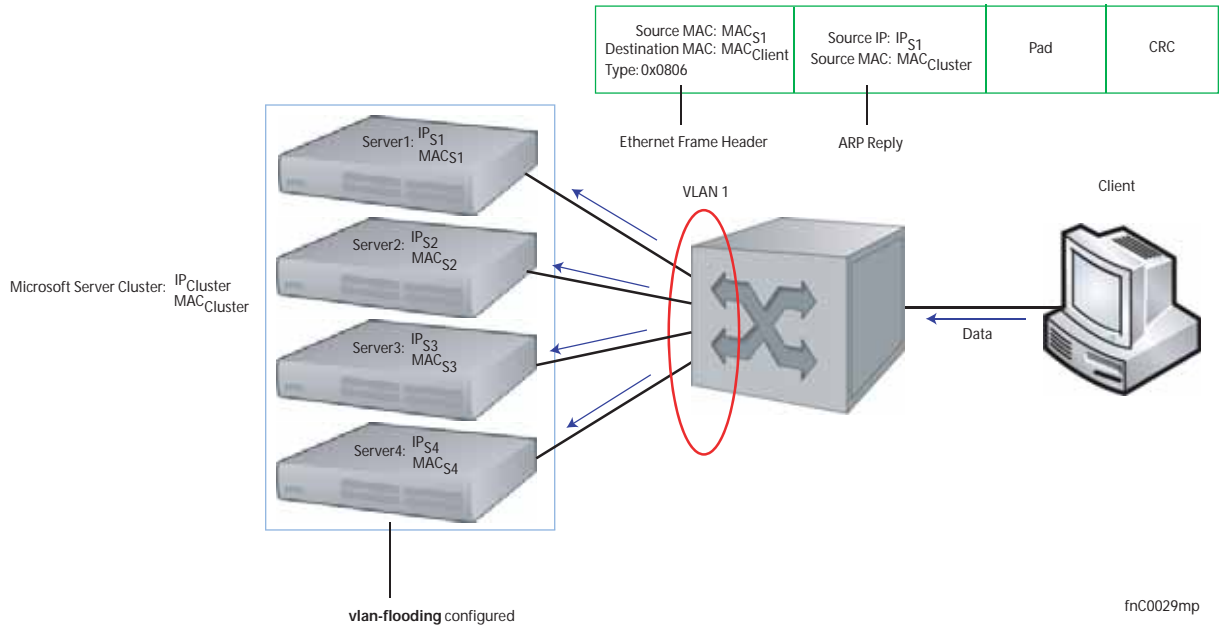 Source MAC: MACS1
Destination MAC: MACClient
Type: 0x0806
Source IP: IPS1
Source MAC: MACCluster
Pad
CRC
Ethernet Frame Header
ARP Reply
Server1: IPS1
MACS1
VLAN 1
Client
Server2: IPS2
MACS2
Microsoft Server Cluster: IPCluster
MACCluster
Server3: IPS3
MACS3
Data
Server4: IPS4
MACS4
vlan-flooding configured
fnC0029mp